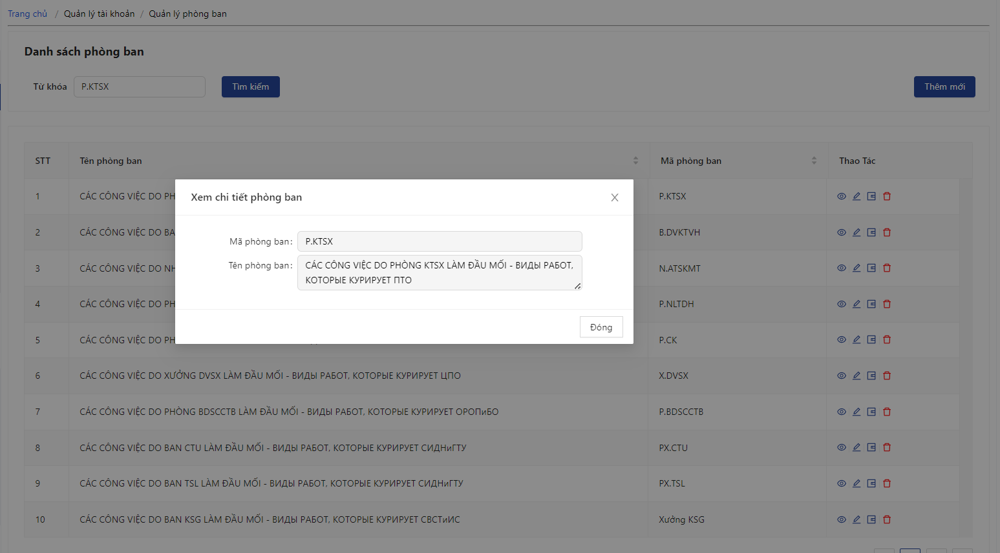 Trang chủ / Quản lý tài khoản / Quản lý phòng ban
Danh sách phòng ban
Từ khóa P.KTSX Tìm kiếm Thêm mới
STT Tên phòng ban Mã phòng ban Thao Tác
1 CÁC CÔNG VIỆC DO PH P.KTSX
2 CÁC CÔNG VIỆC DO BA B.DVKTVH
3 CÁC CÔNG VIỆC DO NH N.ATSKMT
4 CÁC CÔNG VIỆC DO PH P.NLTDH
5 CÁC CÔNG VIỆC DO PH P.CK
6 CÁC CÔNG VIỆC DO XƯỞNG DVSX LÀM ĐẦU MỐI - ВИДЫ РАБОТ, КОТОРЫЕ КУРИРУЕТ ЦПО X.DVSX
7 CÁC CÔNG VIỆC DO PHÒNG BDSCCTB LÀM ĐẦU MỐI - ВИДЫ РАБОТ, КОТОРЫЕ КУРИРУЕТ ОРОПиБО P.BDSCCTB
8 CÁC CÔNG VIỆC DO BAN CTU LÀM ĐẦU MỐI - ВИДЫ РАБОТ, КОТОРЫЕ КУРИРУЕТ СИДНиГТУ PX.CTU
9 CÁC CÔNG VIỆC DO BAN TSL LÀM ĐẦU MỐI - ВИДЫ РАБОТ, КОТОРЫЕ КУРИРУЕТ СИДНиГТУ PX.TSL
10 CÁC CÔNG VIỆC DO BAN KSG LÀM ĐẦU MỐI - ВИДЫ РАБОТ, КОТОРЫЕ КУРИРУЕТ СВСТиИС Xưởng KSG
Xem chi tiết phòng ban
Mã phòng ban: P.KTSX
Tên phòng ban: CÁC CÔNG VIỆC DO PHÒNG KTSX LÀM ĐẦU MỐI - ВИДЫ РАБОТ,
КОТОРЫЕ КУРИРУЕТ ПТО
Đóng